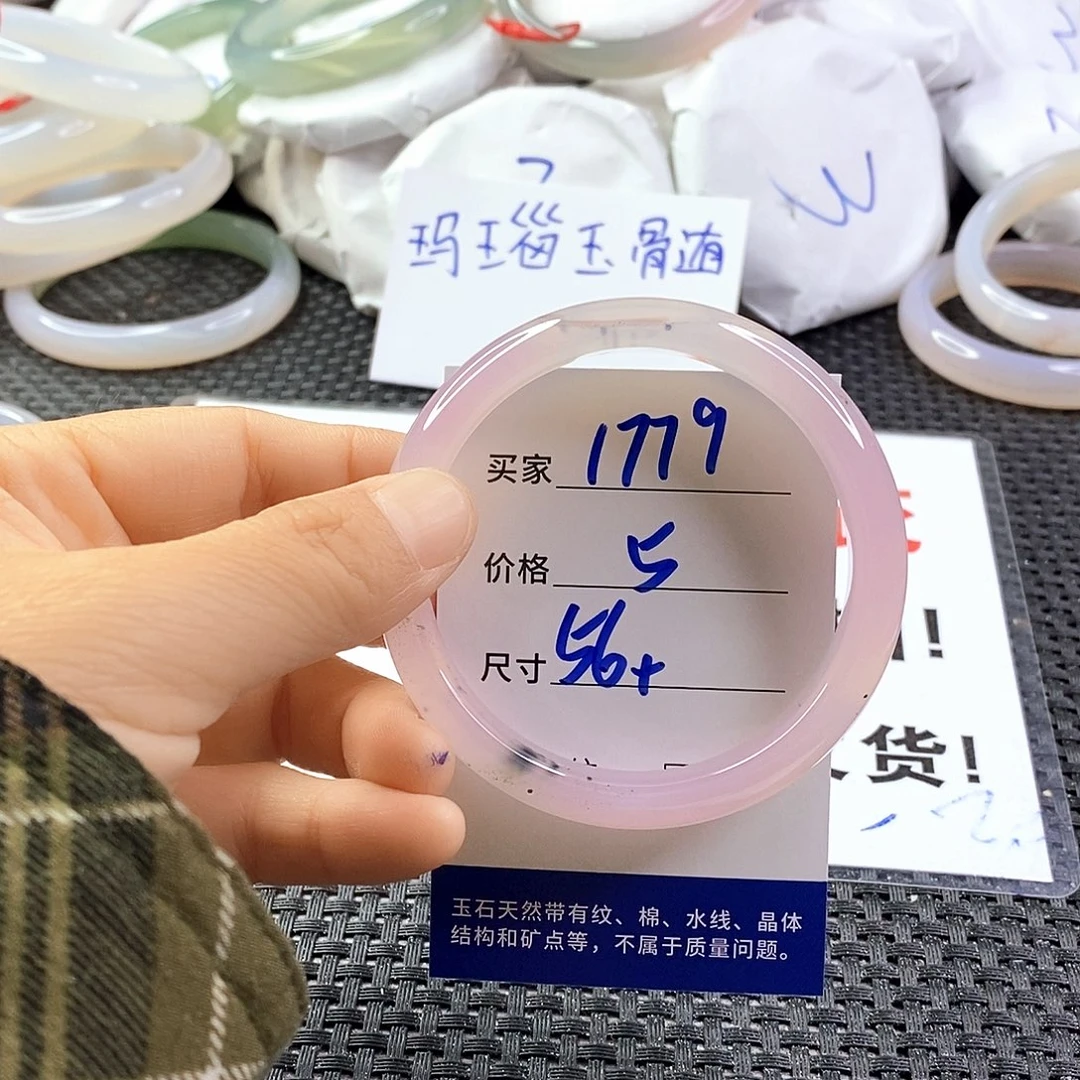 玛瑙玉骨髓
买家 1779
价格 5
尺寸 56+
货!
玉石天然带有纹、棉、水线、晶体
结构和矿点等，不属于质量问题。